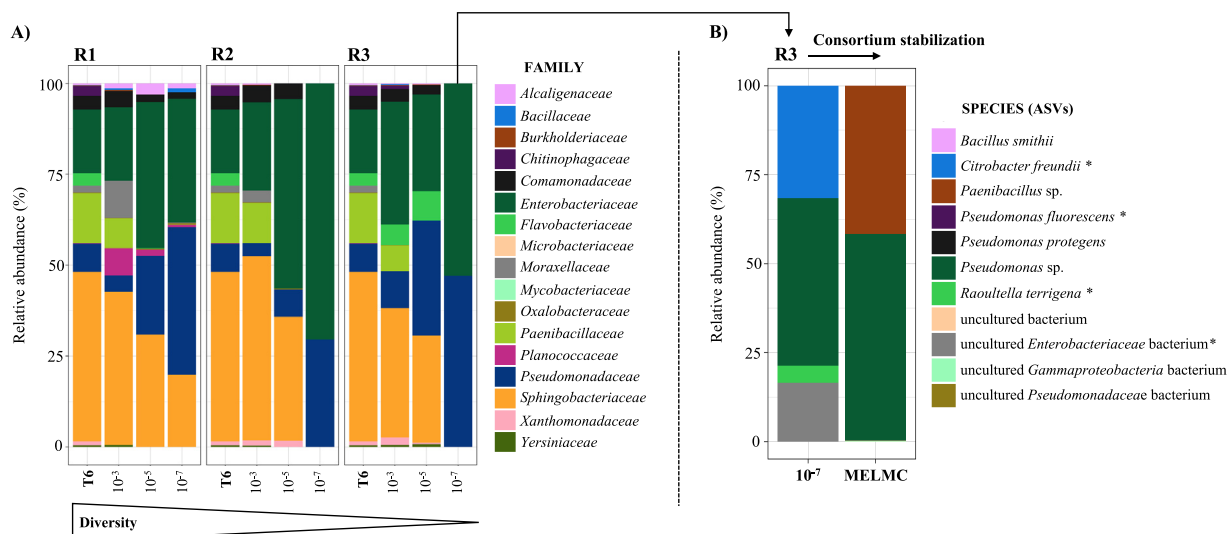 A)
R1
R2
R3
Relative abundance (%)
100
75
50
25
0
T6
10-3
10-5
10-7
T6
10-3
10-5
10-7
T6
10-3
10-5
10-7
Diversity
FAMILY
Alcaligenaceae
Bacillaceae
Burkholderiaceae
Chitinophagaceae
Comamonadaceae
Enterobacteriaceae
Flavobacteriaceae
Microbacteriaceae
Moraxellaceae
Mycobacteriaceae
Oxalobacteraceae
Paenibacillaceae
Planococcaceae
Pseudomonadaceae
Sphingobacteriaceae
Xanthomonadaceae
Yersiniaceae
B)
R3
Consortium stabilization
Relative abundance (%)
100
75
50
25
0
10-7
MELMC
SPECIES (ASVs)
Bacillus smithii
Citrobacter freundii *
Paenibacillus sp.
Pseudomonas fluorescens *
Pseudomonas protegens
Pseudomonas sp.
Raoultella terrigena *
uncultured bacterium
uncultured Enterobacteriaceae bacterium*
uncultured Gammaproteobacteria bacterium
uncultured Pseudomonadaceae bacterium